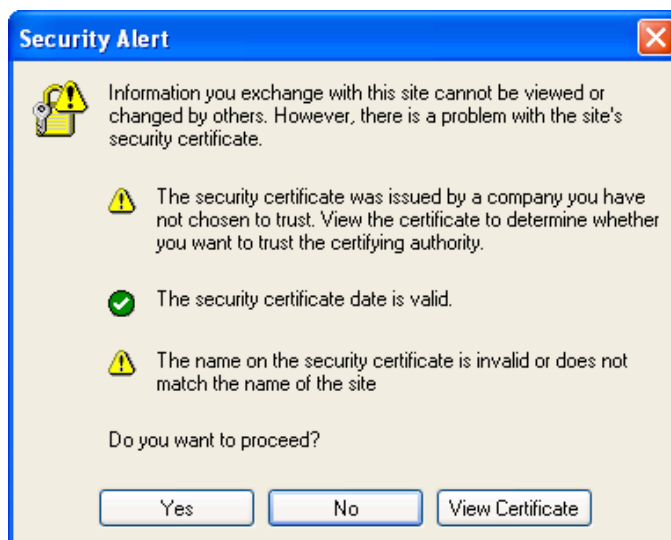 Security Alert
Information you exchange with this site cannot be viewed or
changed by others. However, there is a problem with the site's
security certificate.
The security certificate was issued by a company you have
not chosen to trust. View the certificate to determine whether
you want to trust the certifying authority.
The security certificate date is valid.
The name on the security certificate is invalid or does not
match the name of the site
Do you want to proceed?
Yes
No
View Certificate